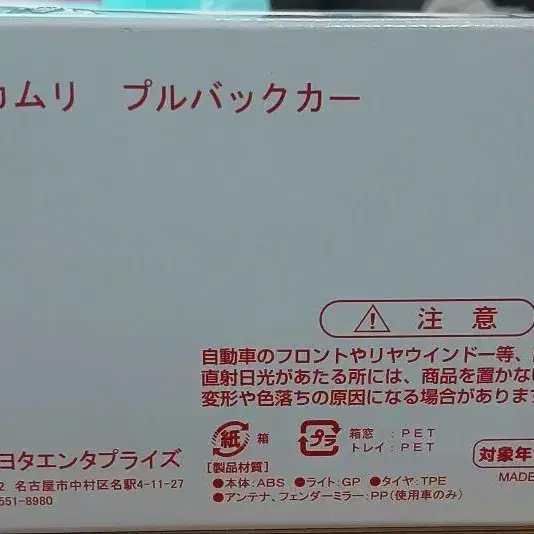 カムリ プルバックカー
注 意
自動車のフロントやリヤウインドー等、
直射日光があたる所には、商品を置かない
変形や色落ちの原因になる場合があります
紙 箱
プラ 箱窓 : PET
トレイ : PET
対象年
MADE
ヨタエンタプライズ
2 名古屋市中村区名駅4-11-27
551-8980
[製品材質]
●本体:ABS ●ライト:GP ●タイヤ:TPE
●アンテナ、フェンダーミラー:PP(使用車のみ)